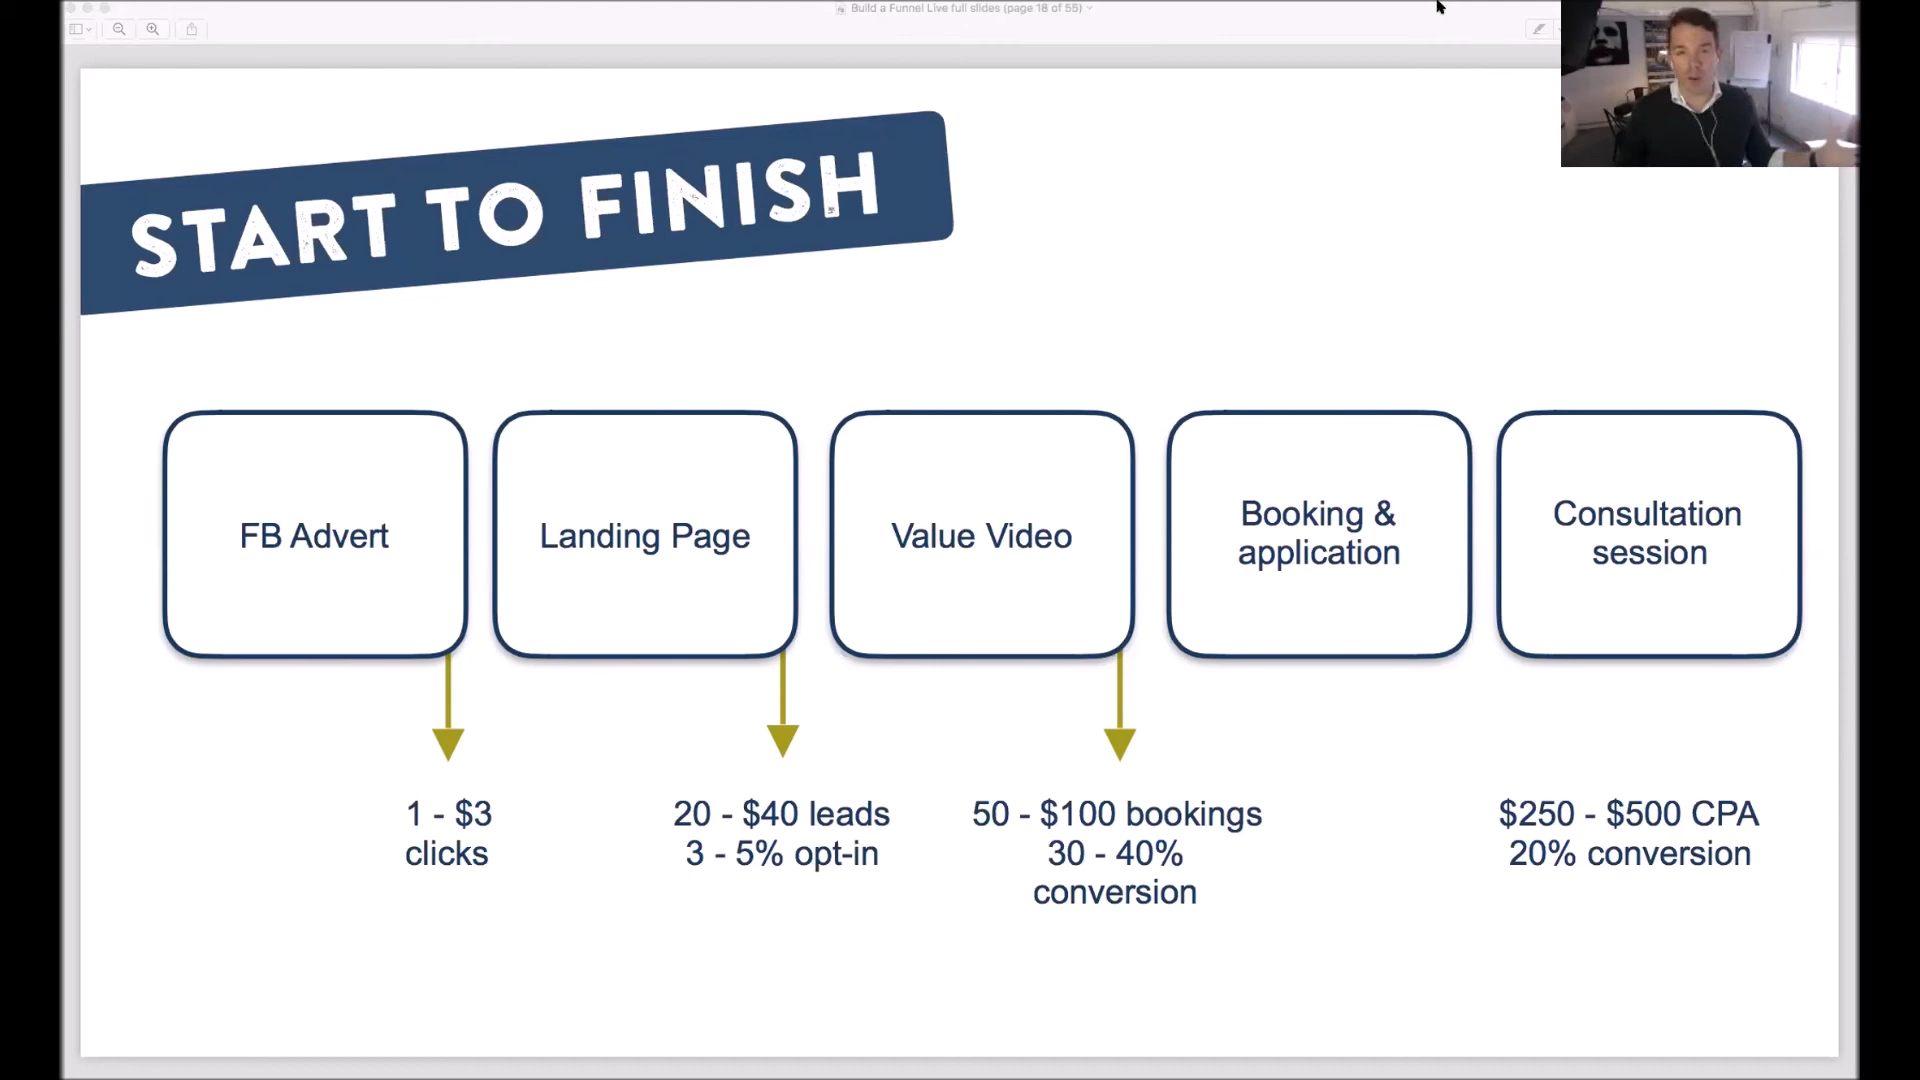 Build a Funnel Live full slides (page 18 of 55)
START TO FINISH
FB Advert
Landing Page
Value Video
Booking &
application
Consultation
session
1 - $3
clicks
20 - $40 leads
3 - 5% opt-in
50 - $100 bookings
30 - 40%
conversion
$250 - $500 CPA
20% conversion